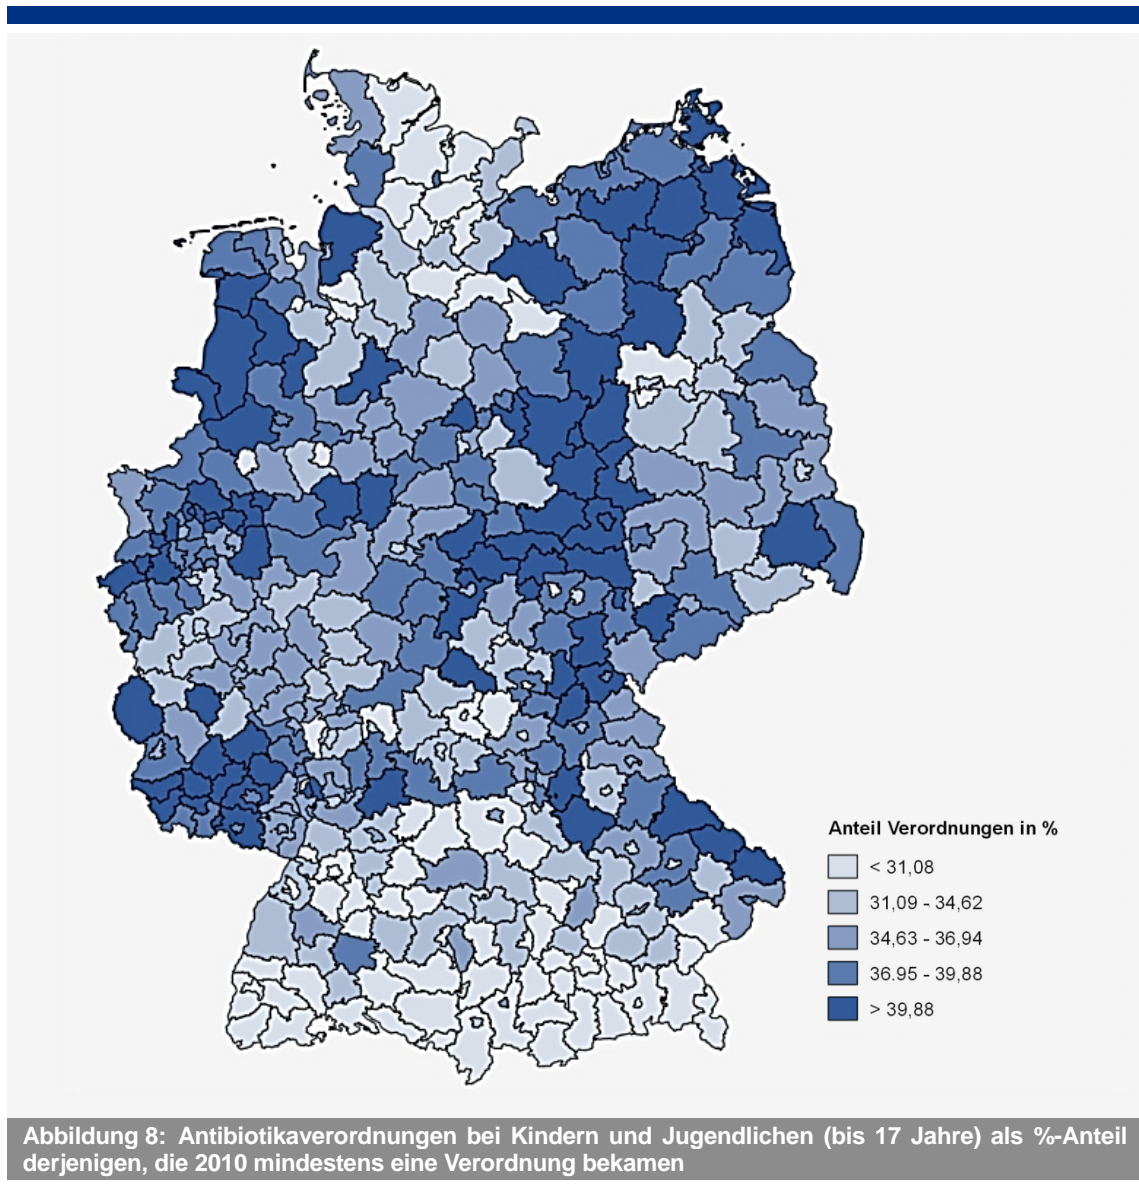 Anteil Verordnungen in %
< 31,08
31,09 - 34,62
34,63 - 36,94
36.95 - 39,88
> 39,88
Abbildung 8: Antibiotikaverordnungen bei Kindern und Jugendlichen (bis 17 Jahre) als %-Anteil
derjenigen, die 2010 mindestens eine Verordnung bekamen